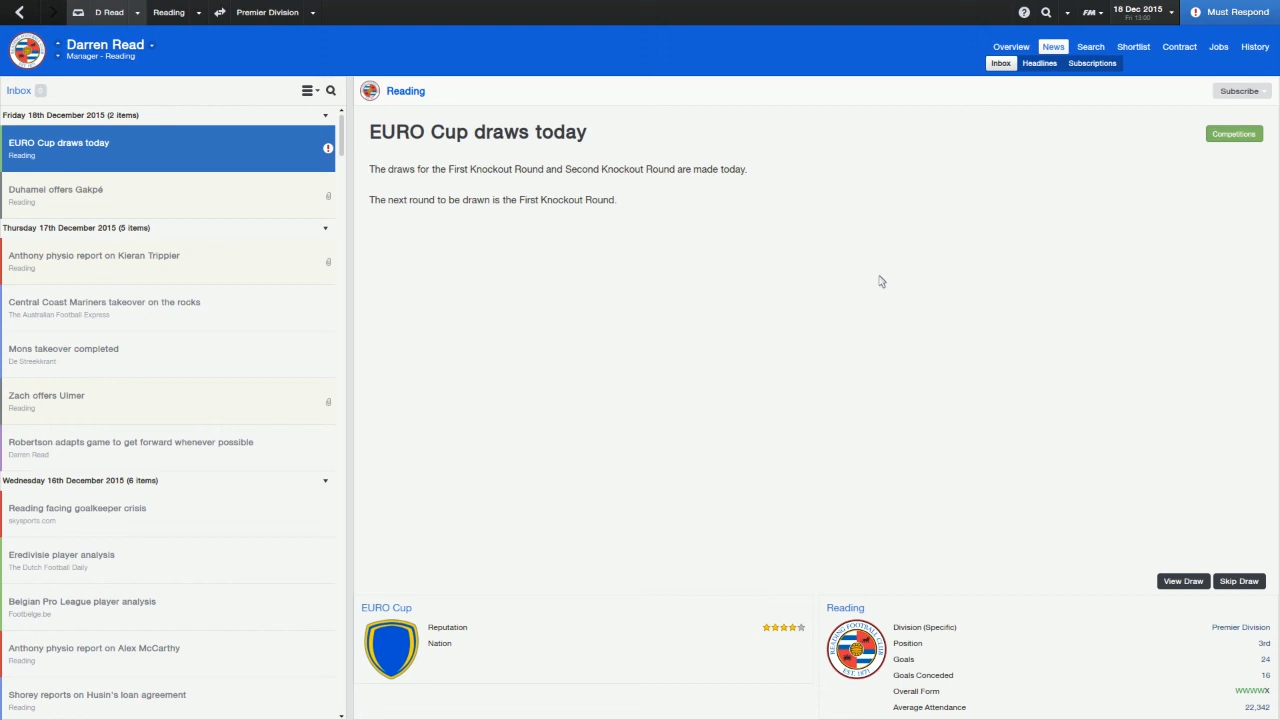 D Read
Reading
Premier Division
FM
18 Dec 2015
Fri 13:00
Must Respond
Darren Read
Manager - Reading
Overview
News
Search
Shortlist
Contract
Jobs
History
Inbox
Headlines
Subscriptions
Inbox
Reading
Subscribe
Friday 18th December 2015 (2 items)
EURO Cup draws today
Reading
Duhamel offers Gakpé
Reading
Thursday 17th December 2015 (5 items)
Anthony physio report on Kieran Trippier
Reading
Central Coast Mariners takeover on the rocks
The Australian Football Express
Mons takeover completed
De Streekkrant
Zach offers Ulmer
Reading
Robertson adapts game to get forward whenever possible
Darren Read
Wednesday 16th December 2015 (6 items)
Reading facing goalkeeper crisis
skysports.com
Eredivisie player analysis
The Dutch Football Daily
Belgian Pro League player analysis
Footbelge.be
Anthony physio report on Alex McCarthy
Reading
Shorey reports on Husin's loan agreement
Reading
EURO Cup draws today
Competitions
The draws for the First Knockout Round and Second Knockout Round are made today.
The next round to be drawn is the First Knockout Round.
View Draw
Skip Draw
EURO Cup
Reputation
Nation
Reading
READING FOOTBALL CLUB
EST. 1871
Division (Specific) Premier Division
Position 3rd
Goals 24
Goals Conceded 16
Overall Form WWWWX
Average Attendance 22,342